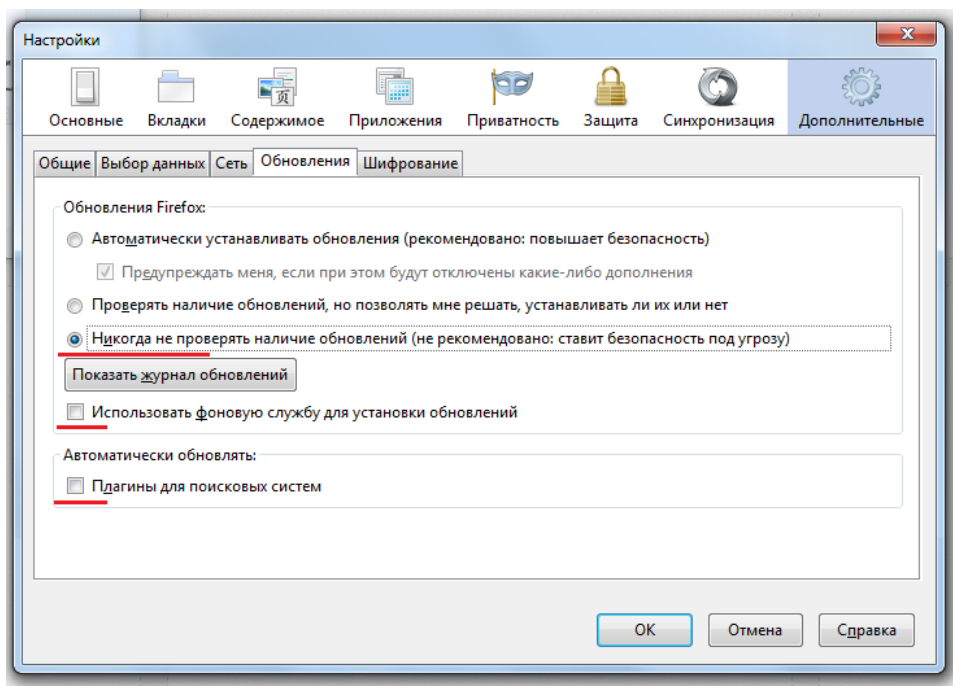 Настройки
Основные Вкладки Содержимое Приложения Приватность Защита Синхронизация Дополнительные
Общие Выбор данных Сеть Обновления Шифрование
Обновления Firefox:
Автоматически устанавливать обновления (рекомендовано: повышает безопасность)
Предупреждать меня, если при этом будут отключены какие-либо дополнения
Проверять наличие обновлений, но позволять мне решать, устанавливать ли их или нет
Никогда не проверять наличие обновлений (не рекомендовано: ставит безопасность под угрозу)
Показать журнал обновлений
Использовать фоновую службу для установки обновлений
Автоматически обновлять:
Плагины для поисковых систем
OK Отмена Справка